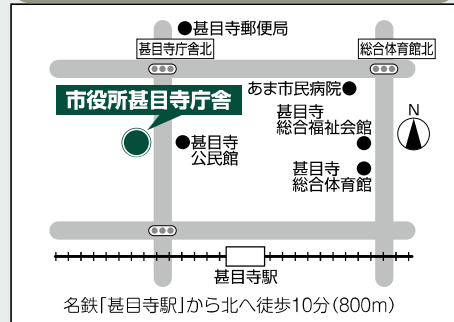 甚目寺郵便局
甚目寺庁舎北
総合体育館北
市役所甚目寺庁舎
あま市民病院
甚目寺
総合福祉会館
N
甚目寺
公民館
甚目寺
総合体育館
甚目寺駅
名鉄「甚目寺駅」から北へ徒歩10分(800m)